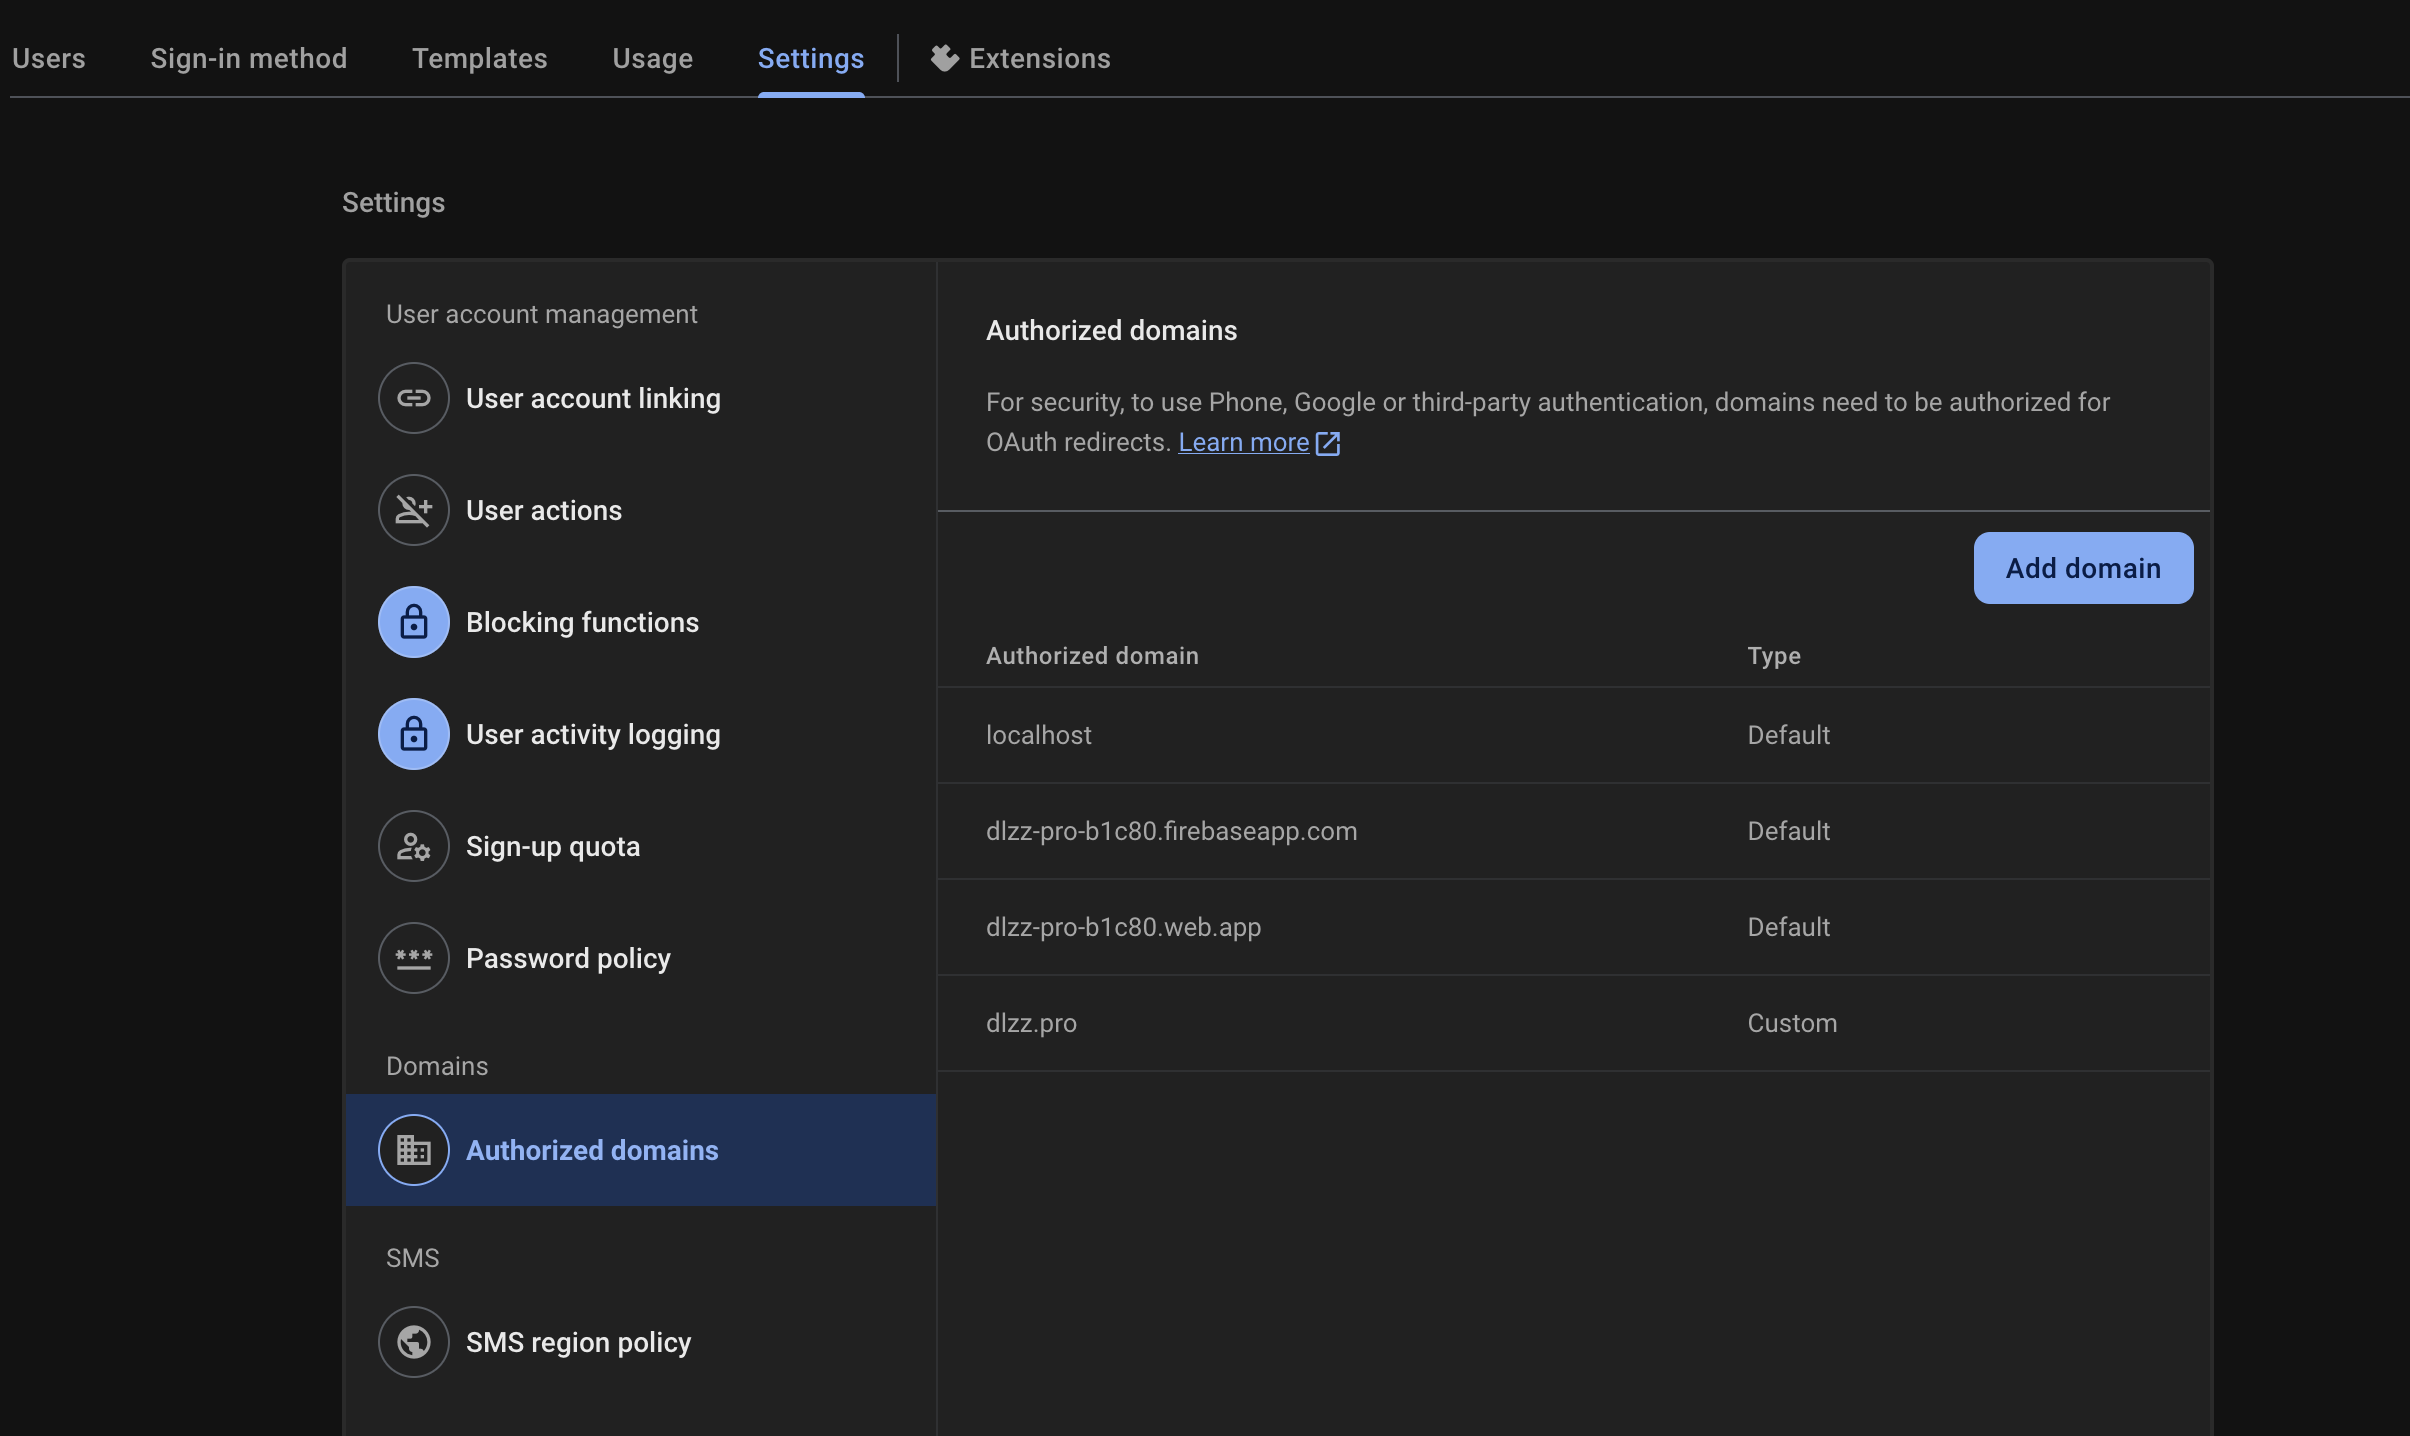 Users
Sign-in method
Templates
Usage
Settings
Extensions
Settings
User account management
User account linking
User actions
Blocking functions
User activity logging
Sign-up quota
Password policy
Domains
Authorized domains
SMS
SMS region policy
Authorized domains
For security, to use Phone, Google or third-party authentication, domains need to be authorized for
OAuth redirects. Learn more
Add domain
Authorized domain Type
localhost Default
dlzz-pro-b1c80.firebaseapp.com Default
dlzz-pro-b1c80.web.app Default
dlzz.pro Custom